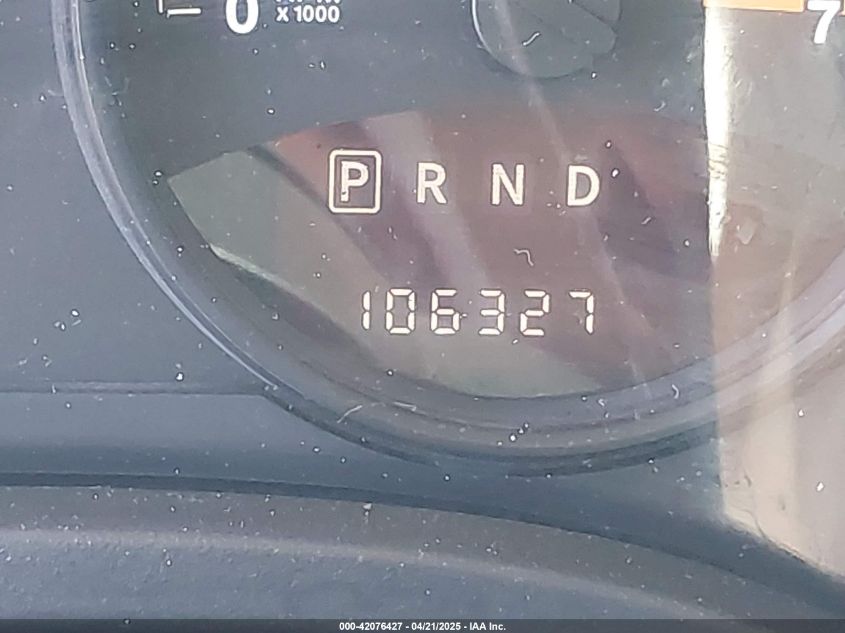 0 X1000
7
P R N D
106327
000-42076427 - 04/21/2025 - IAA Inc.